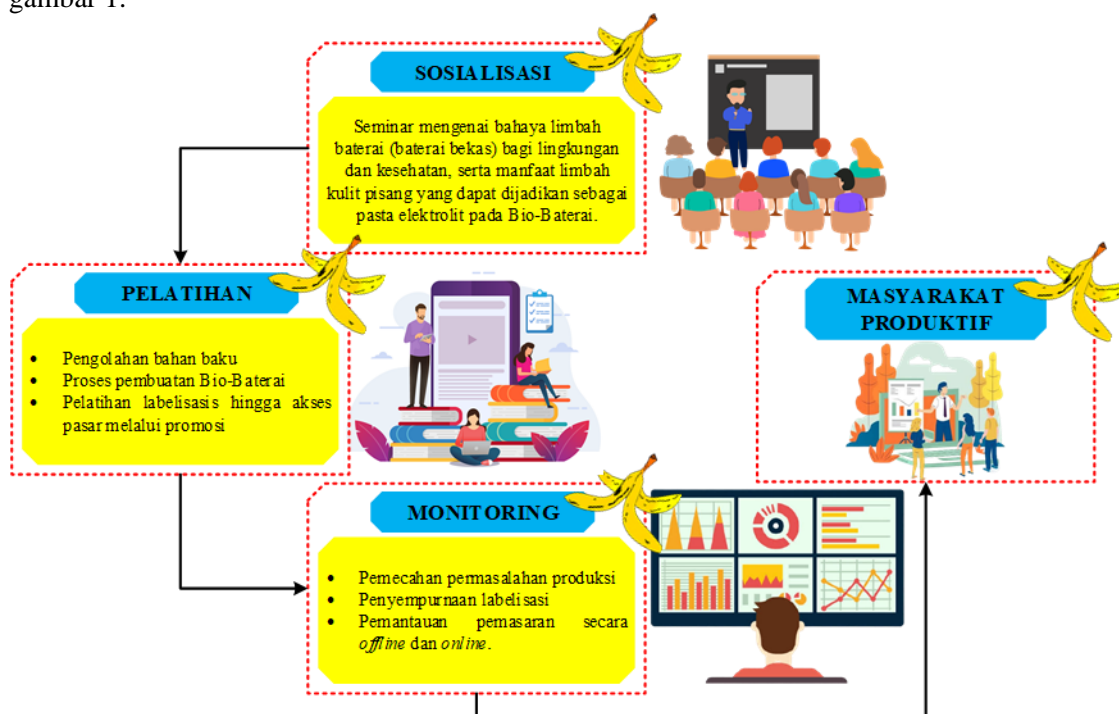 gambar 1.
SOSIALISASI
Seminar mengenai bahaya limbah
baterai (baterai bekas) bagi lingkungan
dan kesehatan, serta manfaat limbah
kulit pisang yang dapat dijadikan sebagai
pasta elektrolit pada Bio-Baterai.
PELATIHAN
• Pengolahan bahan baku
• Proses pembuatan Bio-Baterai
• Pelatihan labelisasis hingga akses
pasar melalui promosi
MONITORING
• Pemecahan permasalahan produksi
• Penyempurnaan labelisasi
• Pemantauan pemasaran secara
offline dan online.
MASYARAKAT
PRODUKTIF